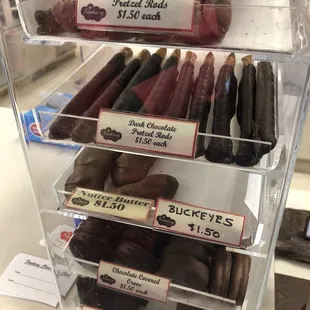 Pretzel Rods
$1.50 each
Dark Chocolate
Pretzel Rods
$1.50 each
Nutter Butter
$1.50
BUCKEYES
$1.50
Chocolate Covered
Oreos
$1.50 each